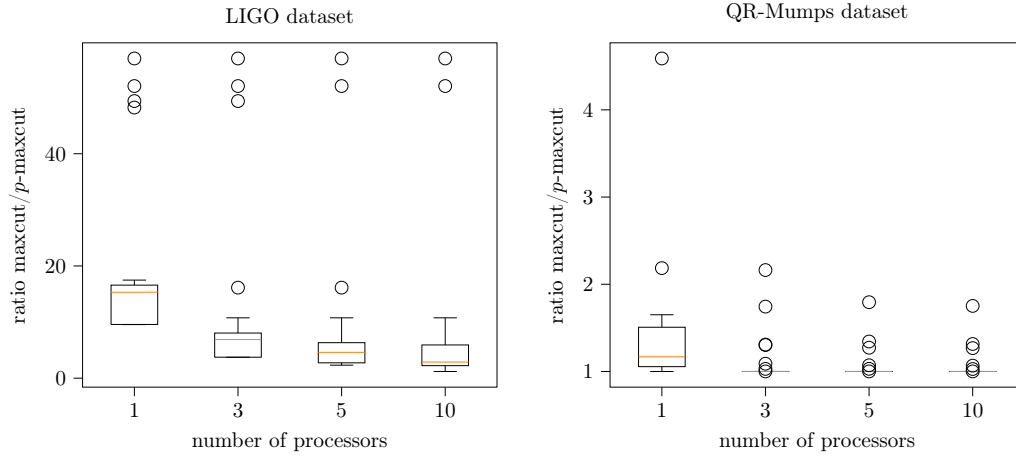 LIGO dataset
ratio maxcut/p-maxcut
40
20
0
1 3 5 10
number of processors
QR-Mumps dataset
ratio maxcut/p-maxcut
4
3
2
1
1 3 5 10
number of processors